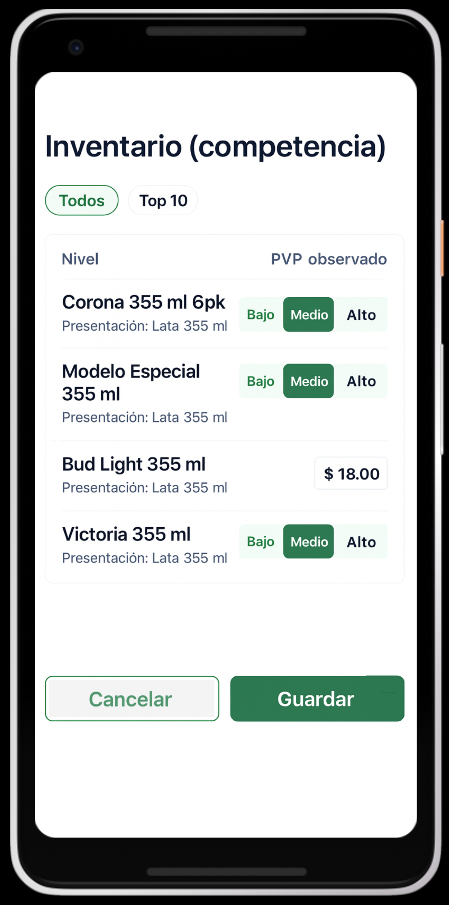 Inventario (competencia)
Todos Top 10
Nivel PVP observado
Corona 355 ml 6pk
Presentación: Lata 355 ml
Bajo Medio Alto
Modelo Especial
355 ml
Presentación: Lata 355 ml
Bajo Medio Alto
Bud Light 355 ml
Presentación: Lata 355 ml
$ 18.00
Victoria 355 ml
Presentación: Lata 355 ml
Bajo Medio Alto
Cancelar Guardar